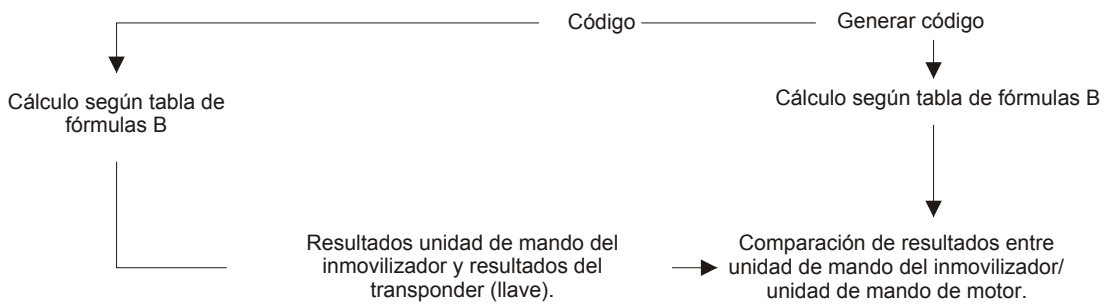 Código
Generar código
Cálculo según tabla de
fórmulas B
Cálculo según tabla de fórmulas B
Resultados unidad de mando del
inmovilizador y resultados del
transponder (llave).
Comparación de resultados entre
unidad de mando del inmovilizador/
unidad de mando de motor.